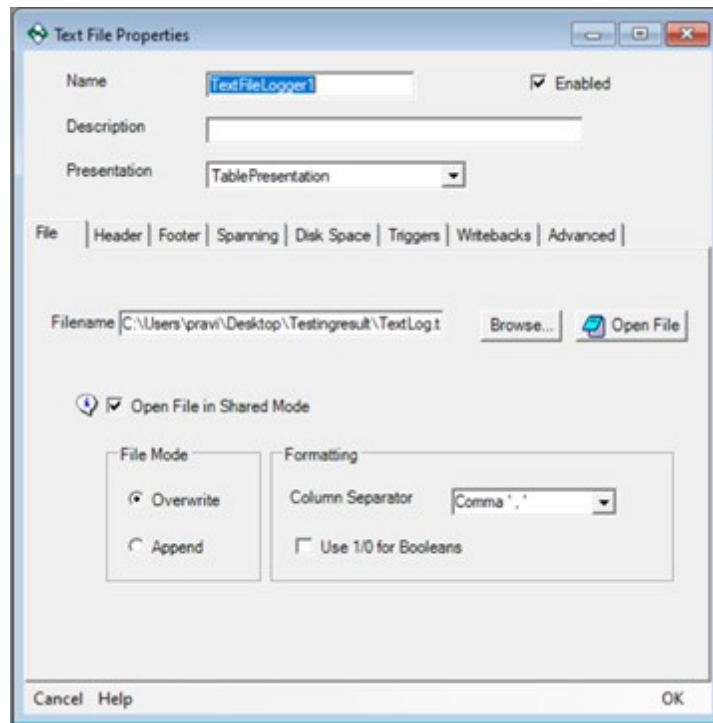 Text File Properties
Name TextFileLogger1 Enabled
Description
Presentation TablePresentation
File Header Footer Spanning Disk Space Triggers Writebacks Advanced
Filename C:\Users\pravi\Desktop\Testingresult\TextLog.t Browse... Open File
Open File in Shared Mode
File Mode Formatting
Overwrite Column Separator Comma ' , '
Append Use 1/0 for Booleans
Cancel Help OK